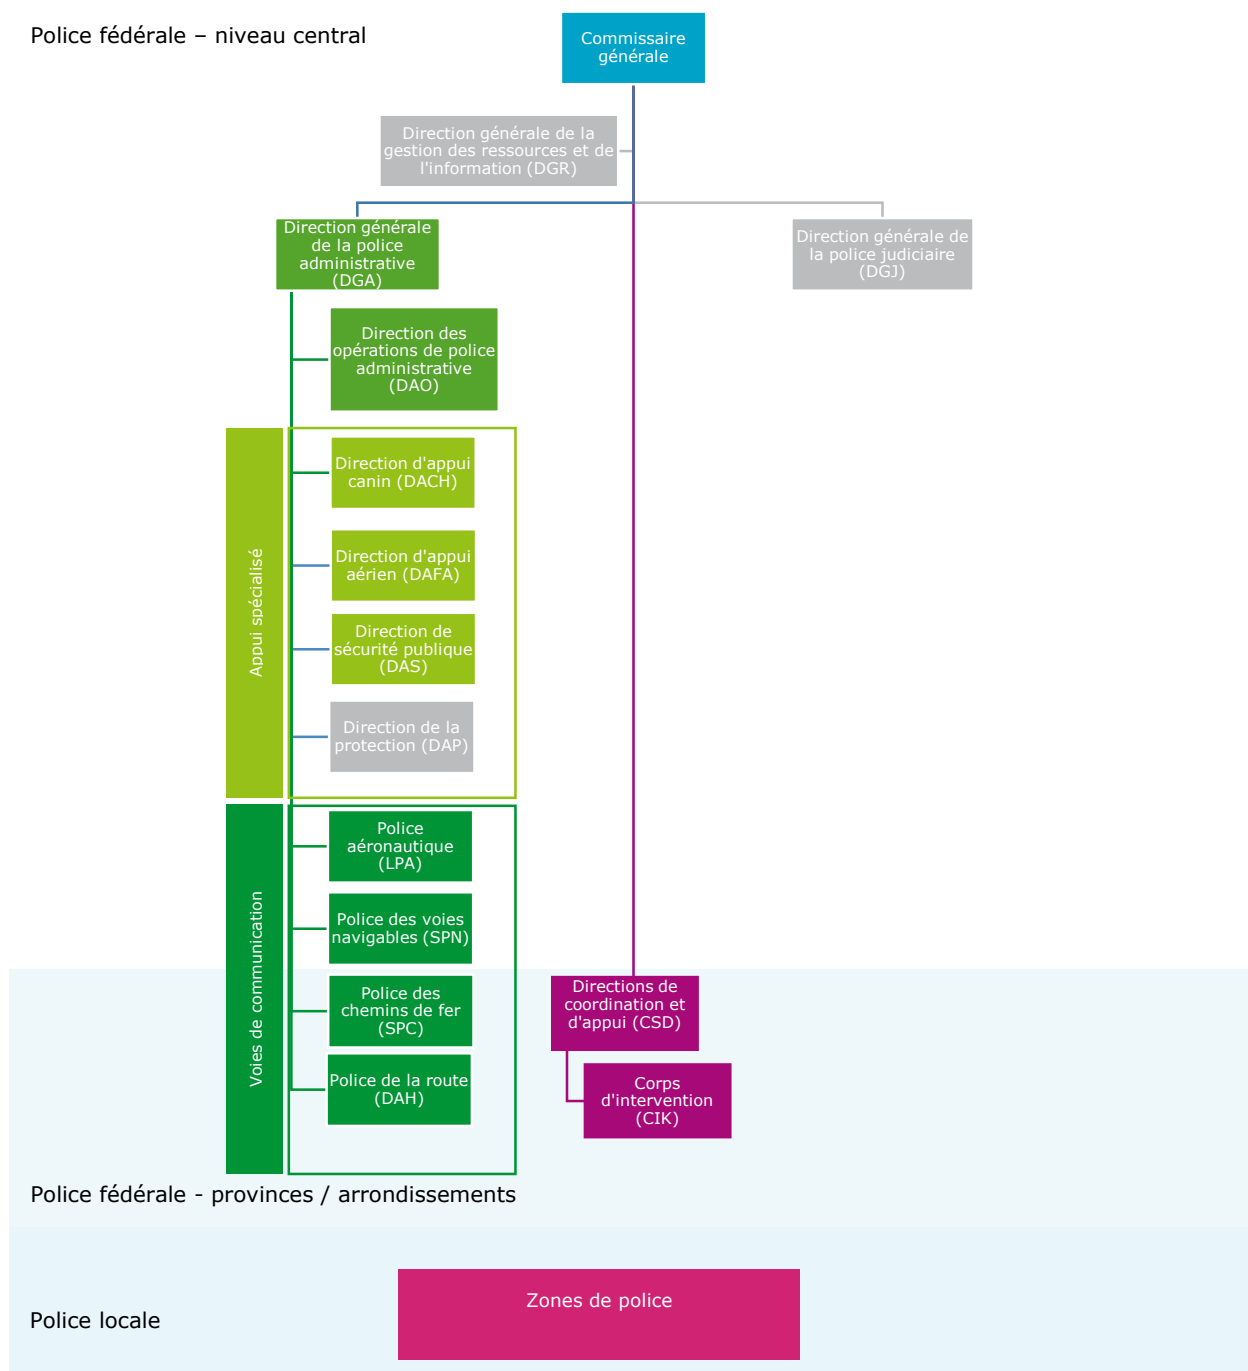 Police fédérale – niveau central
Commissaire
générale
Direction générale de la
gestion des ressources et de
l'information (DGR)
Direction générale
de la police
administrative
(DGA)
Direction générale de
la police judiciaire
(DGJ)
Direction des
opérations de police
administrative
(DAO)
Appui spécialisé
Direction d'appui
canin (DACH)
Direction d'appui
aérien (DAFA)
Direction de
sécurité publique
(DAS)
Direction de la
protection (DAP)
Voies de communication
Police
aéronautique
(LPA)
Police des voies
navigables (SPN)
Police des
chemins de fer
(SPC)
Police de la route
(DAH)
Directions de
coordination et
d'appui (CSD)
Corps
d'intervention
(CIK)
Police fédérale - provinces / arrondissements
Zones de police
Police locale